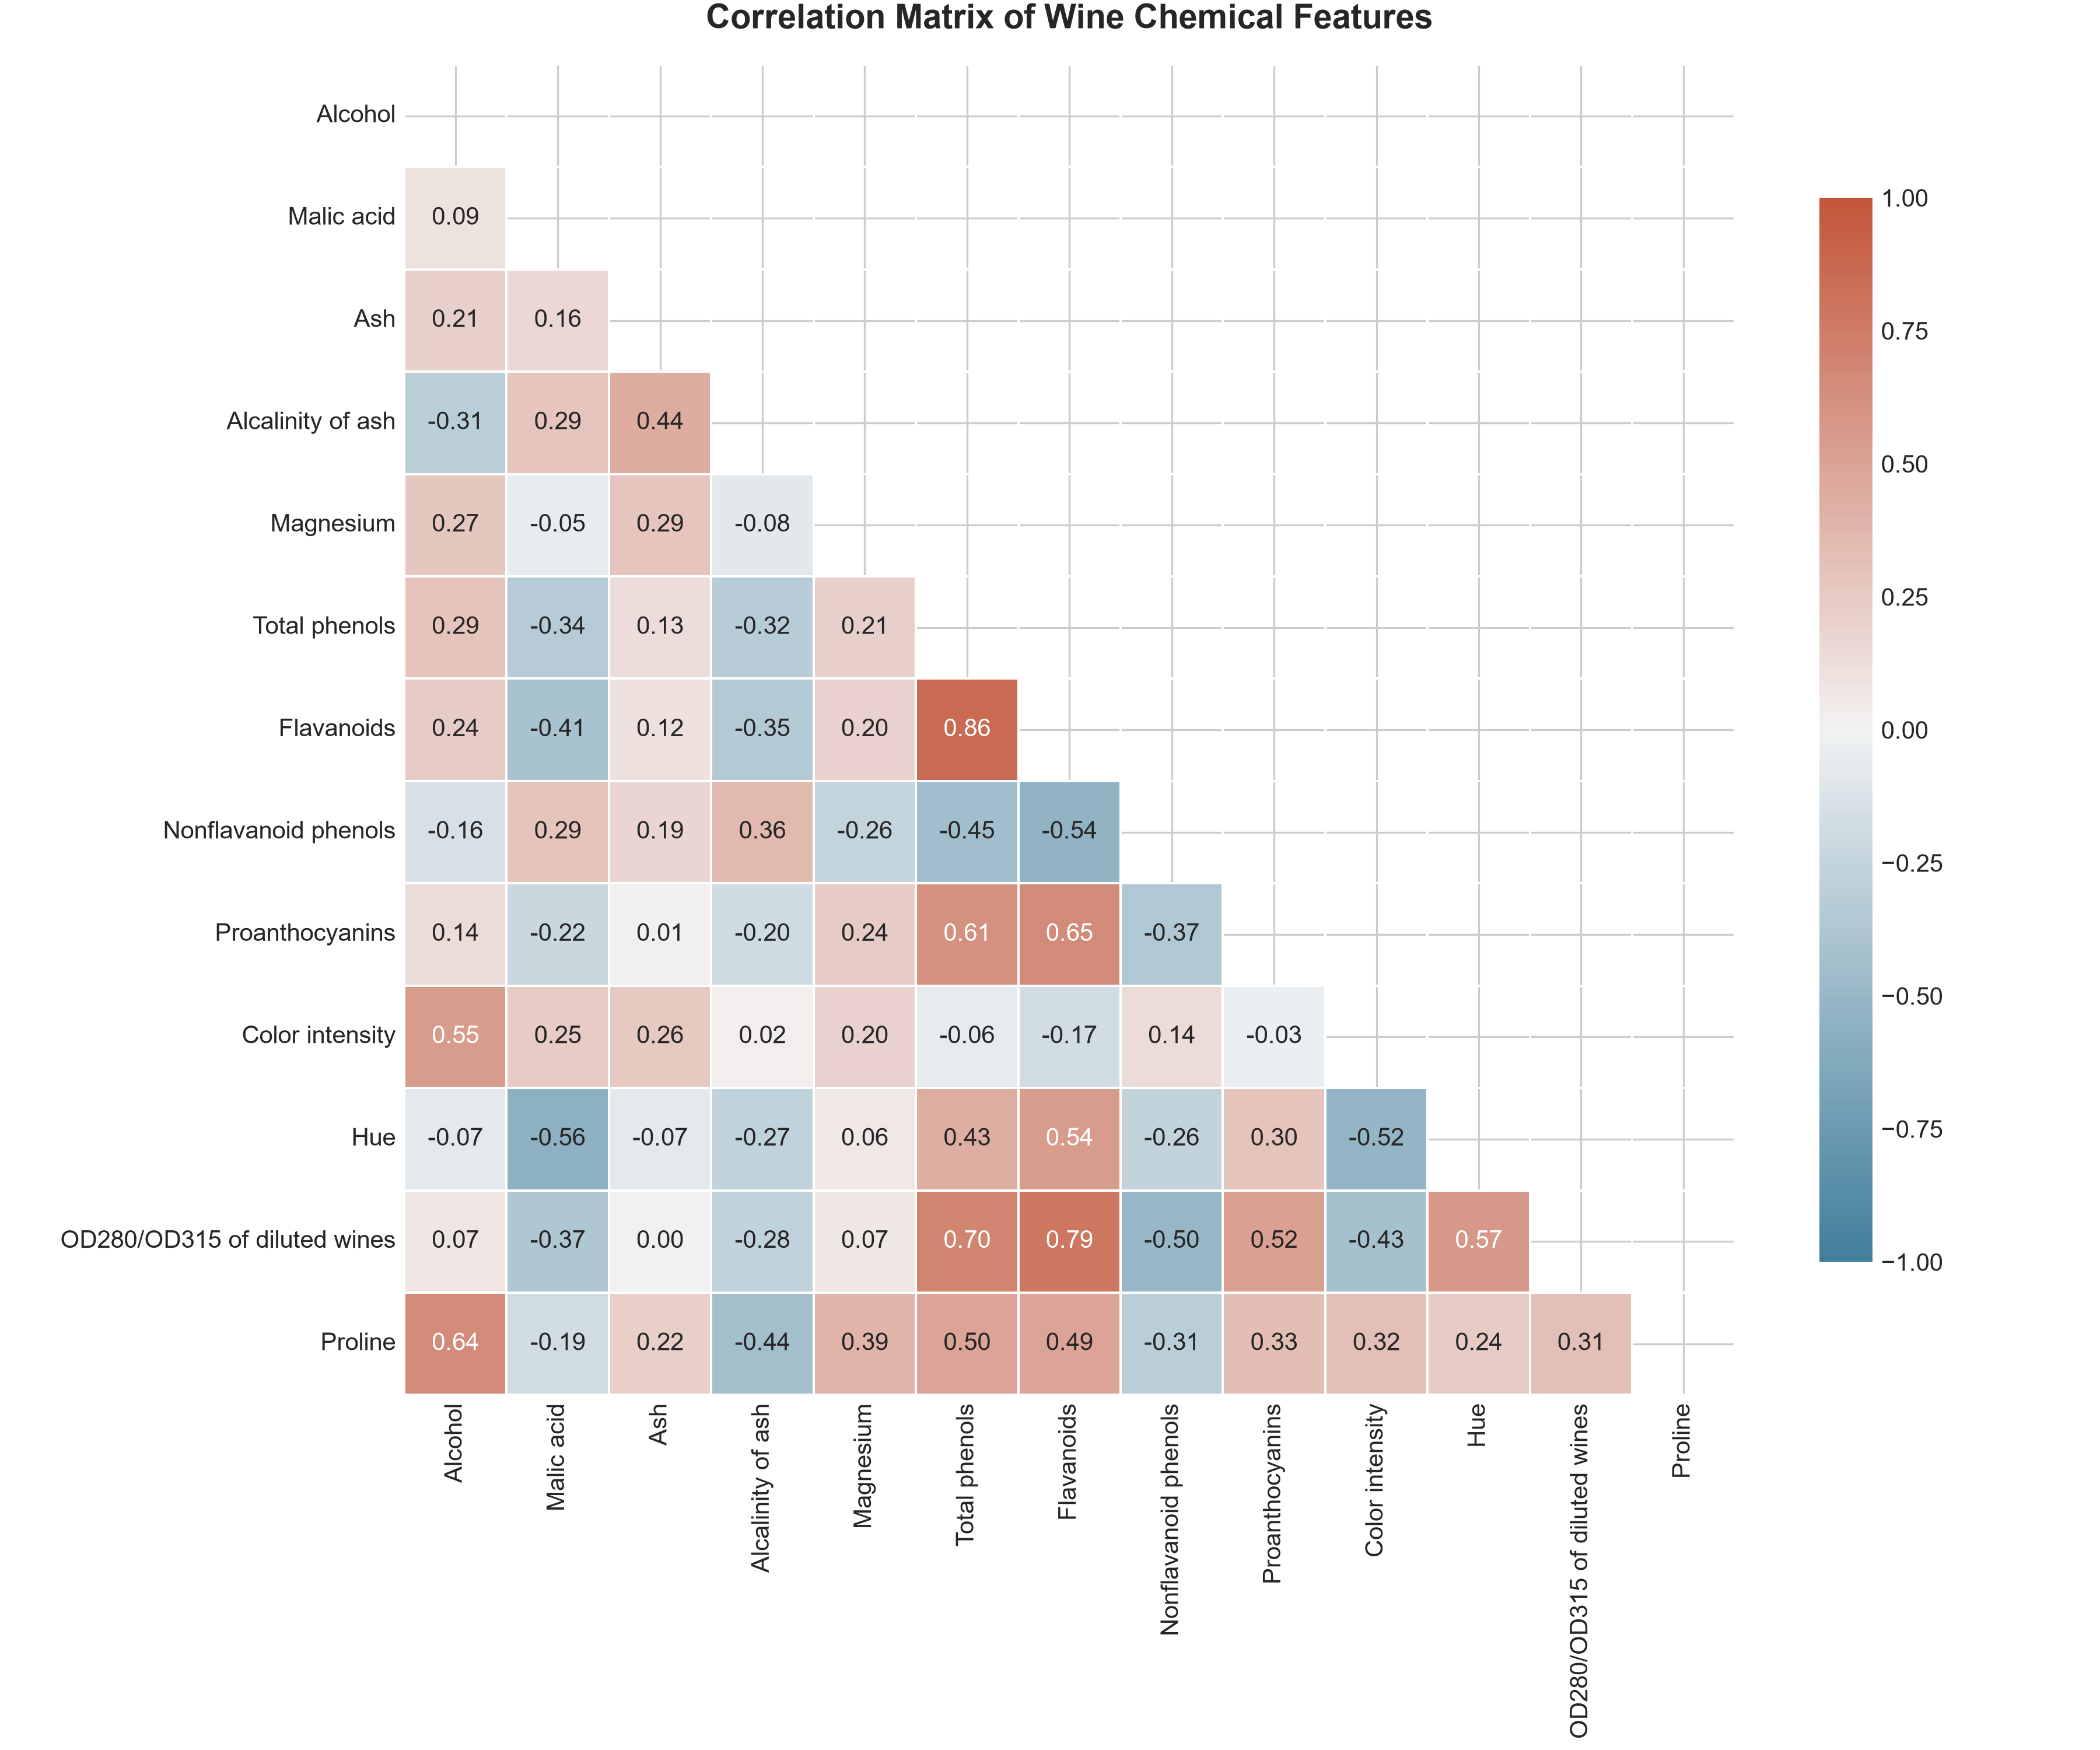 Correlation Matrix of Wine Chemical Features
Alcohol
Malic acid 0.09
Ash 0.21 0.16
Alcalinity of ash -0.31 0.29 0.44
Magnesium 0.27 -0.05 0.29 -0.08
Total phenols 0.29 -0.34 0.13 -0.32 0.21
Flavanoids 0.24 -0.41 0.12 -0.35 0.20 0.86
Nonflavanoid phenols -0.16 0.29 0.19 0.36 -0.26 -0.45 -0.54
Proanthocyanins 0.14 -0.22 0.01 -0.20 0.24 0.61 0.65 -0.37
Color intensity 0.55 0.25 0.26 0.02 0.20 -0.06 -0.17 0.14 -0.03
Hue -0.07 -0.56 -0.07 -0.27 0.06 0.43 0.54 -0.26 0.30 -0.52
OD280/OD315 of diluted wines 0.07 -0.37 0.00 -0.28 0.07 0.70 0.79 -0.50 0.52 -0.43 0.57
Proline 0.64 -0.19 0.22 -0.44 0.39 0.50 0.49 -0.31 0.33 0.32 0.24 0.31
Alcohol
Malic acid
Ash
Alcalinity of ash
Magnesium
Total phenols
Flavanoids
Nonflavanoid phenols
Proanthocyanins
Color intensity
Hue
OD280/OD315 of diluted wines
Proline
1.00
0.75
0.50
0.25
0.00
−0.25
−0.50
−0.75
−1.00